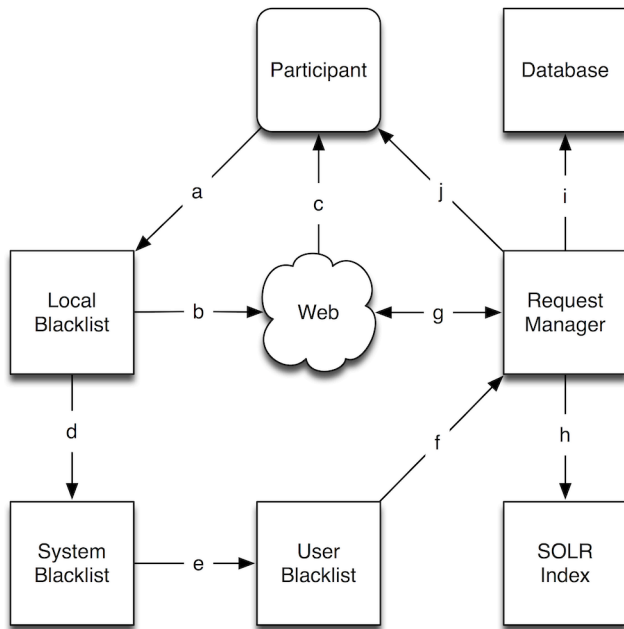 Participant
Database
a
c
j
i
Local
Blacklist
b
Web
g
Request
Manager
d
f
h
System
Blacklist
e
User
Blacklist
SOLR
Index